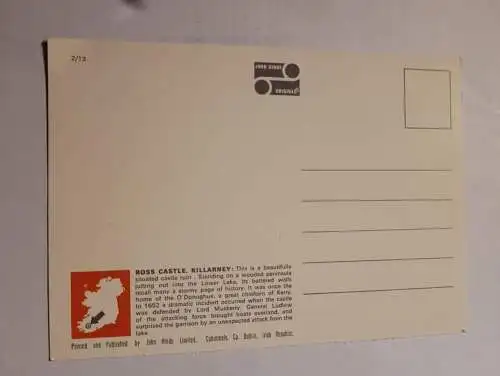 2/13
JOHN HINDE
ORIGINAL
ROSS CASTLE, KILLARNEY: This is a beautifully
situated castle ruin. Standing on a wooded peninsula
jutting out into the Lower Lake, its battered walls
recall many a stormy page of history. It was once the
home of the O'Donoghue, a great chieftain of Kerry.
In 1652 a dramatic incident occurred when the castle
was defended by Lord Muskerry. General Ludlow
of the attacking force brought boats overland, and
surprised the garrison by an unexpected attack from the
lake.
Printed and Published by John Hinde Limited, Cabinteely, Co. Dublin, Irish Republic.